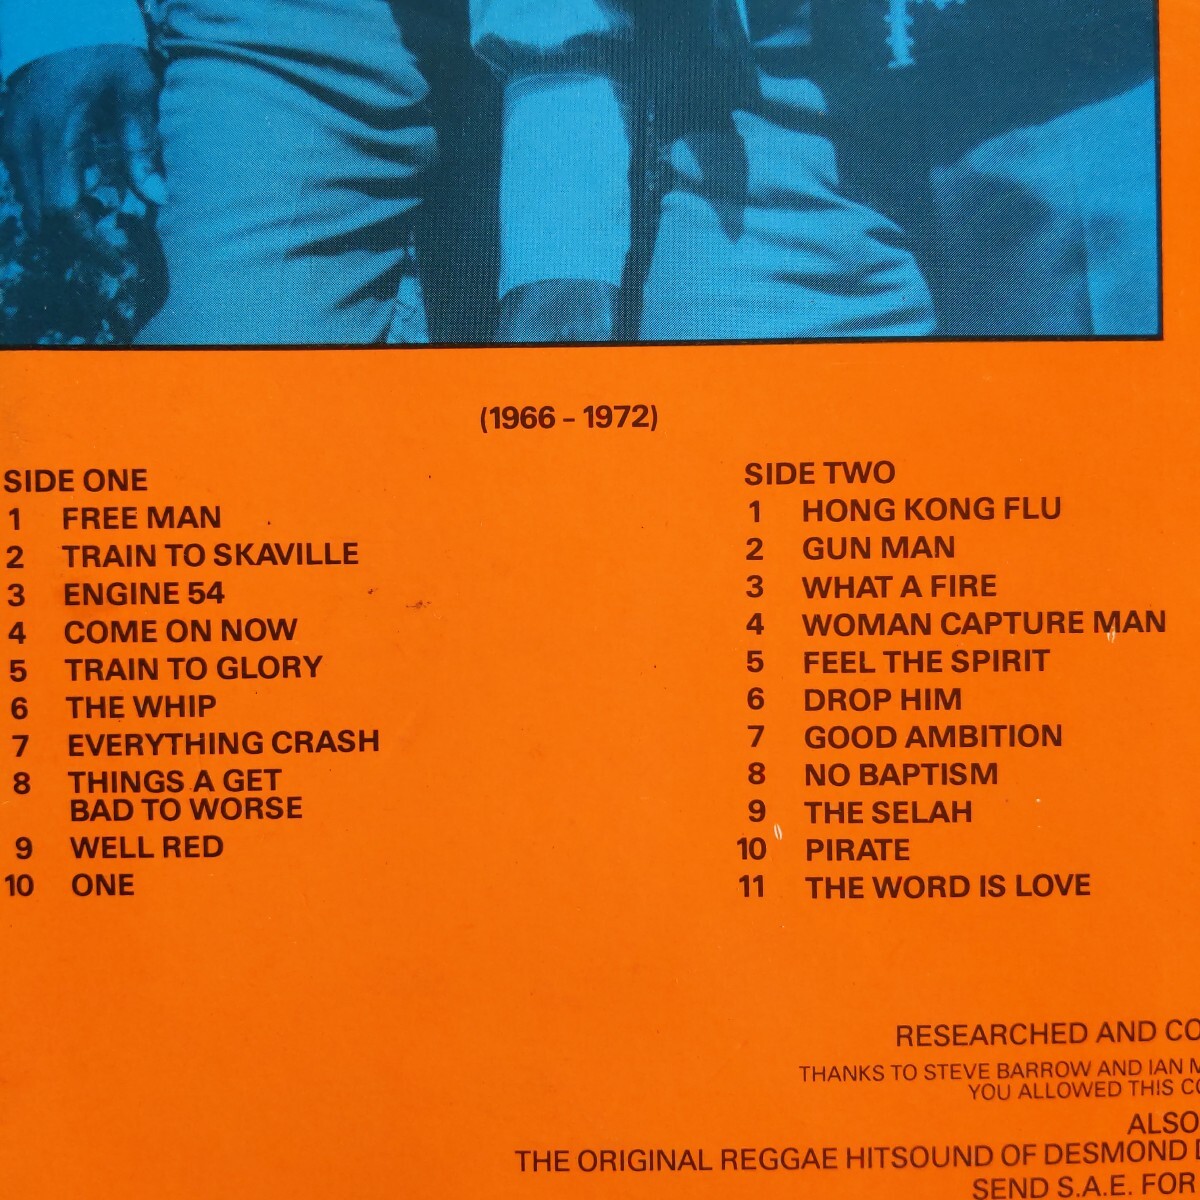 (1966 - 1972)
SIDE ONE
1 FREE MAN
2 TRAIN TO SKAVILLE
3 ENGINE 54
4 COME ON NOW
5 TRAIN TO GLORY
6 THE WHIP
7 EVERYTHING CRASH
8 THINGS A GET
BAD TO WORSE
9 WELL RED
10 ONE
SIDE TWO
1 HONG KONG FLU
2 GUN MAN
3 WHAT A FIRE
4 WOMAN CAPTURE MAN
5 FEEL THE SPIRIT
6 DROP HIM
7 GOOD AMBITION
8 NO BAPTISM
9 THE SELAH
10 PIRATE
11 THE WORD IS LOVE
RESEARCHED AND CO
THANKS TO STEVE BARROW AND IAN M
YOU ALLOWED THIS CO
ALSO
THE ORIGINAL REGGAE HITSOUND OF DESMOND D
SEND S.A.E. FOR